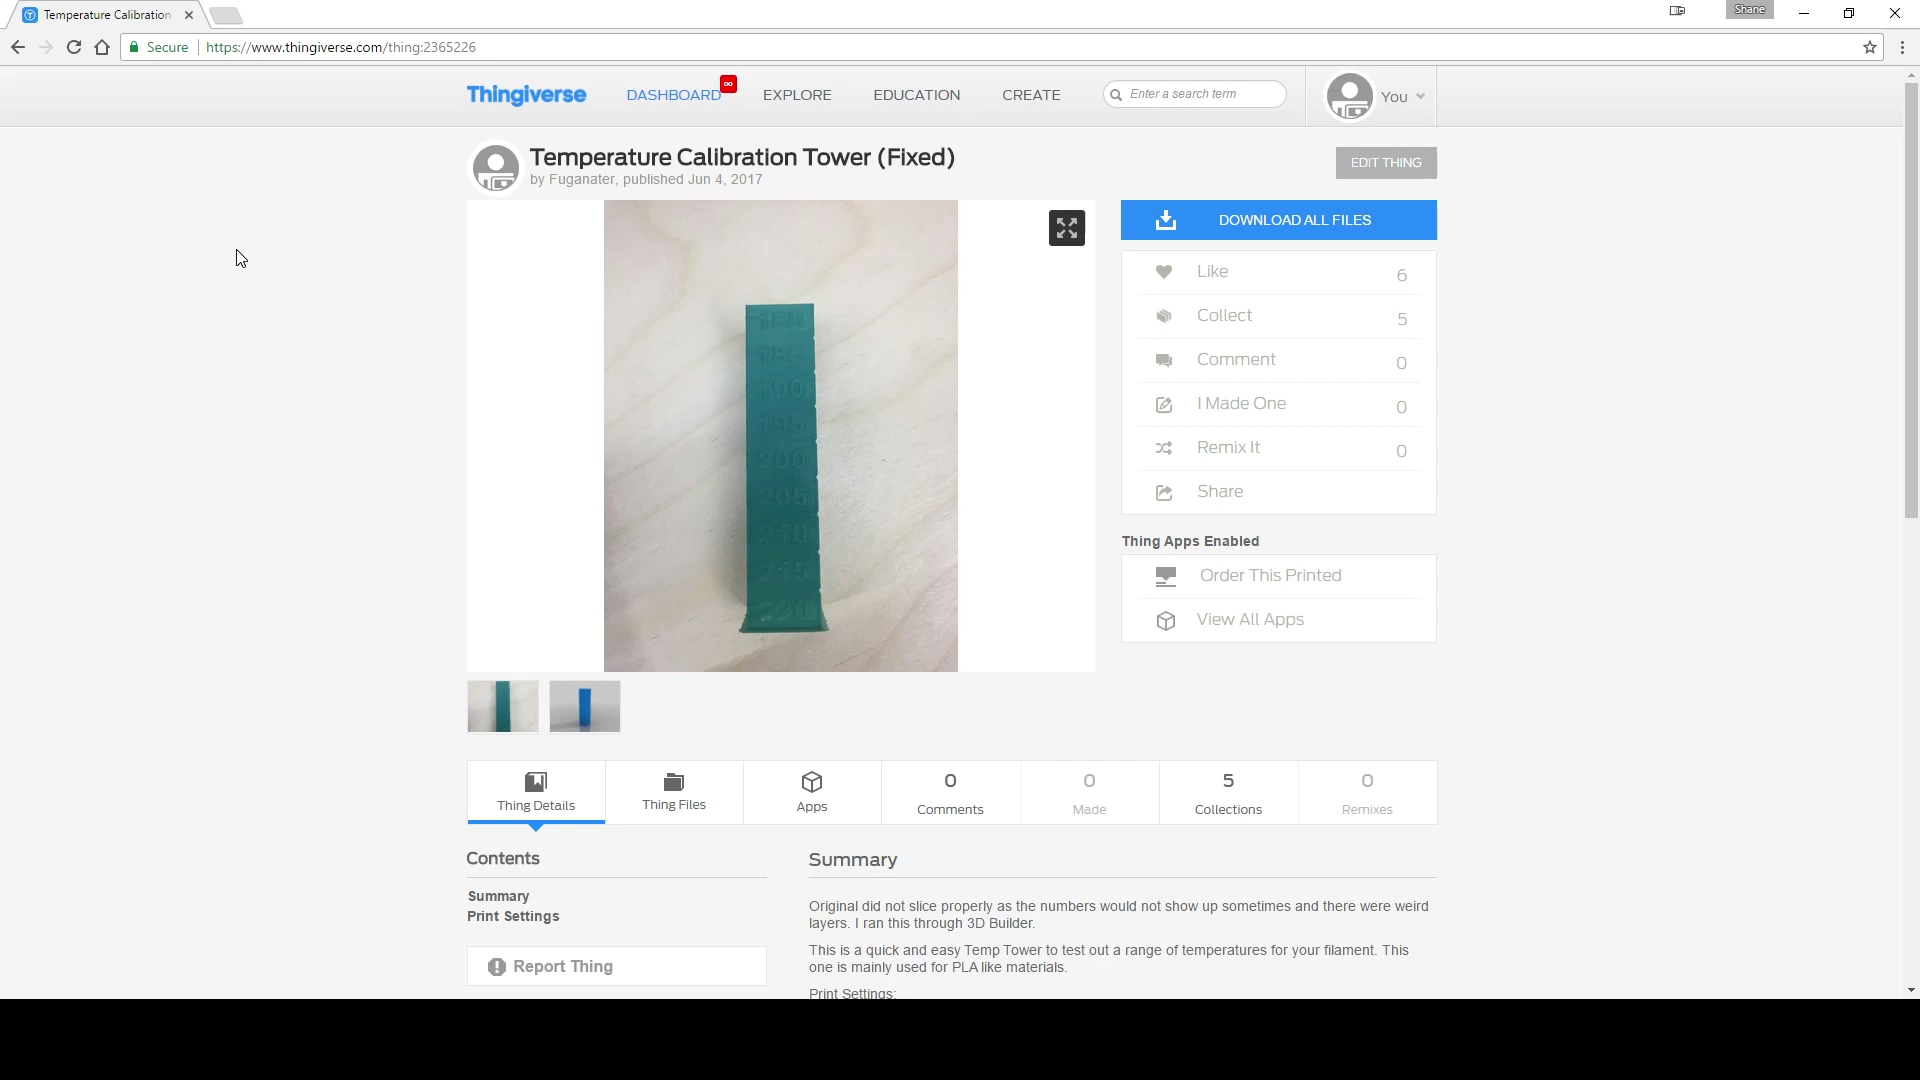 Temperature Calibration
Shane
Secure
https://www.thingiverse.com/thing:2365226
Thingiverse
DASHBOARD
EXPLORE
EDUCATION
CREATE
Enter a search term
You
Temperature Calibration Tower (Fixed)
by Fuganater, published Jun 4, 2017
EDIT THING
180
185
190
195
200
205
210
215
220
DOWNLOAD ALL FILES
Like 6
Collect 5
Comment 0
I Made One 0
Remix It 0
Share
Thing Apps Enabled
Order This Printed
View All Apps
Thing Details
Thing Files
Apps
0 Comments
0 Made
5 Collections
0 Remixes
Contents
Summary
Print Settings
Report Thing
Summary
Original did not slice properly as the numbers would not show up sometimes and there were weird
layers. I ran this through 3D Builder.
This is a quick and easy Temp Tower to test out a range of temperatures for your filament. This
one is mainly used for PLA like materials.
Print Settings: